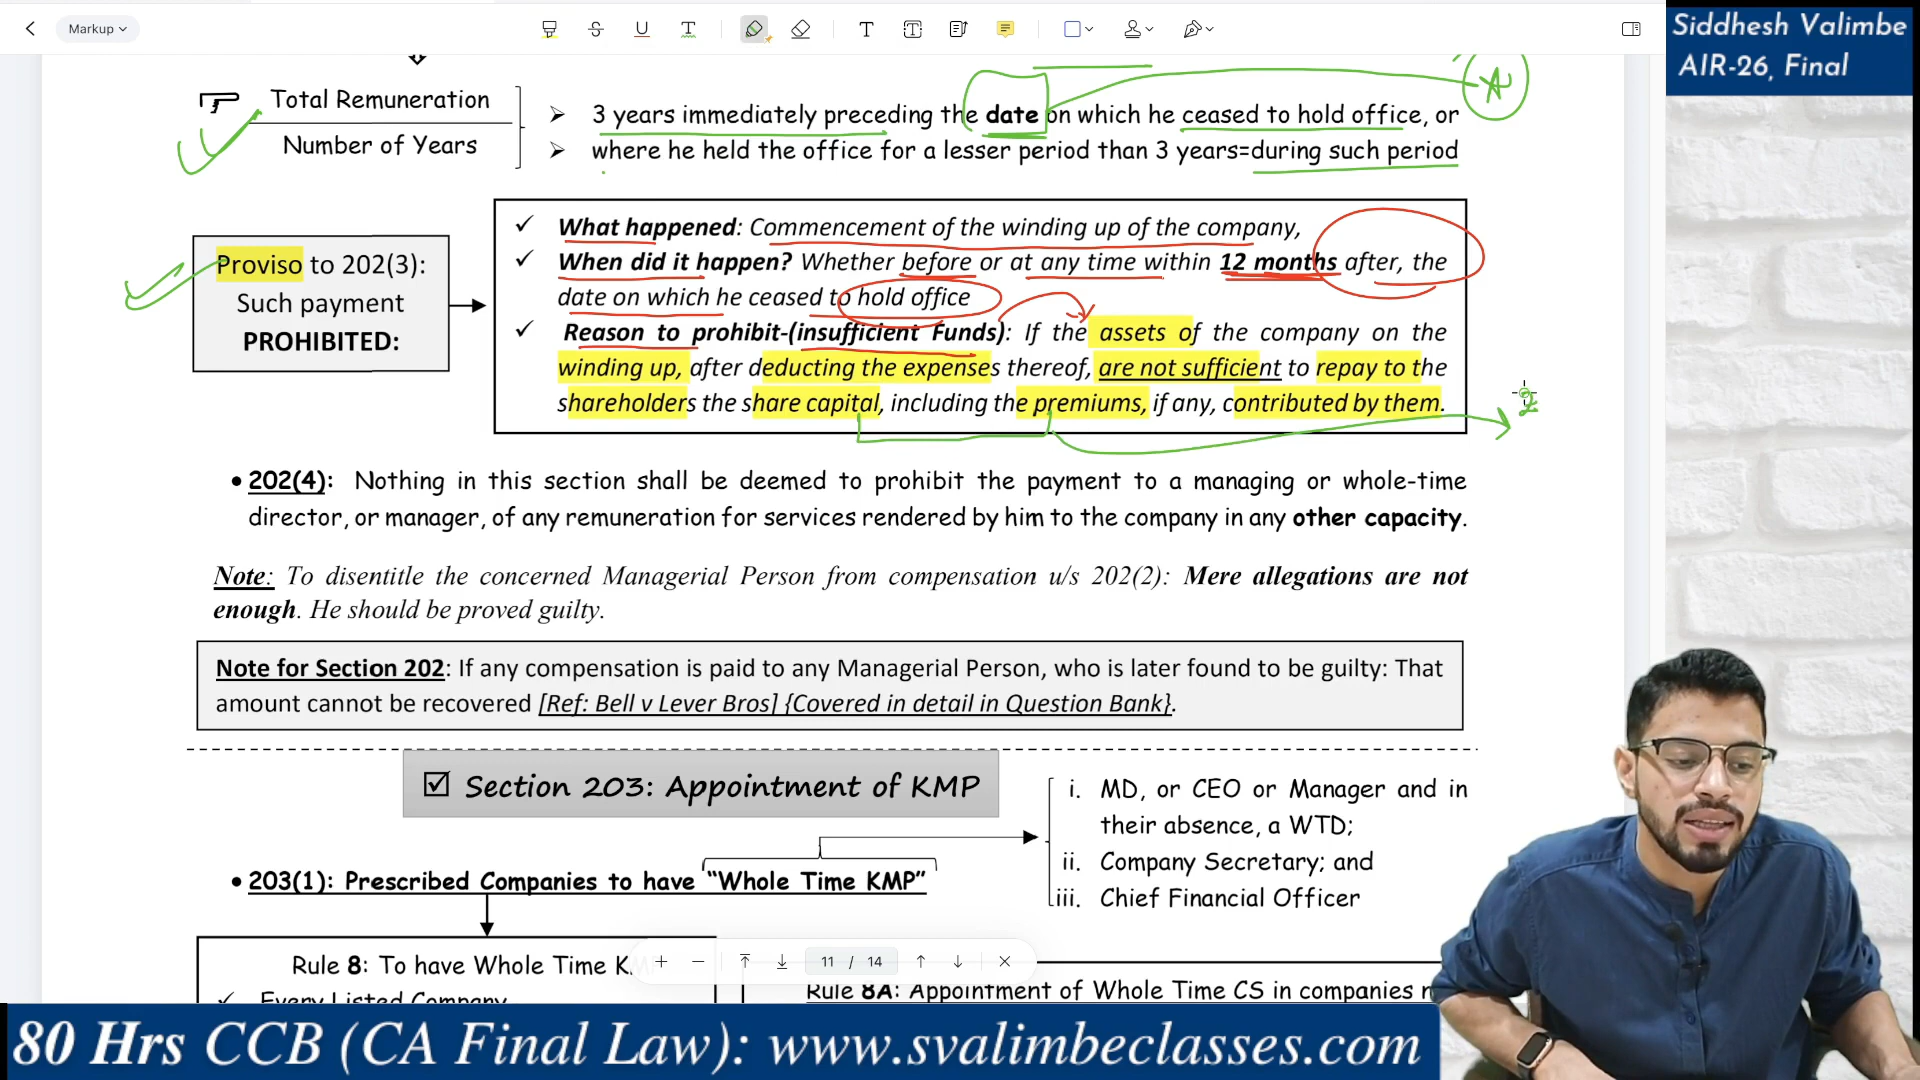 Markup
Siddhesh Valimbe
AIR-26, Final
Total Remuneration
Number of Years
3 years immediately preceding the date on which he ceased to hold office, or
where he held the office for a lesser period than 3 years=during such period
Proviso to 202(3):
Such payment
PROHIBITED:
What happened: Commencement of the winding up of the company,
When did it happen? Whether before or at any time within 12 months after, the
date on which he ceased to hold office
Reason to prohibit-(insufficient Funds): If the assets of the company on the
winding up, after deducting the expenses thereof, are not sufficient to repay to the
shareholders the share capital, including the premiums, if any, contributed by them.
• 202(4): Nothing in this section shall be deemed to prohibit the payment to a managing or whole-time
director, or manager, of any remuneration for services rendered by him to the company in any other capacity.
Note: To disentitle the concerned Managerial Person from compensation u/s 202(2): Mere allegations are not
enough. He should be proved guilty.
Note for Section 202: If any compensation is paid to any Managerial Person, who is later found to be guilty: That
amount cannot be recovered [Ref: Bell v Lever Bros] {Covered in detail in Question Bank}.
Section 203: Appointment of KMP
i. MD, or CEO or Manager and in
their absence, a WTD;
ii. Company Secretary; and
iii. Chief Financial Officer
• 203(1): Prescribed Companies to have "Whole Time KMP"
Rule 8: To have Whole Time
Every Listed Company
11 / 14
Rule 8A: Appointment of Whole Time CS in companies
80 Hrs CCB (CA Final Law): www.svalimbeclasses.com